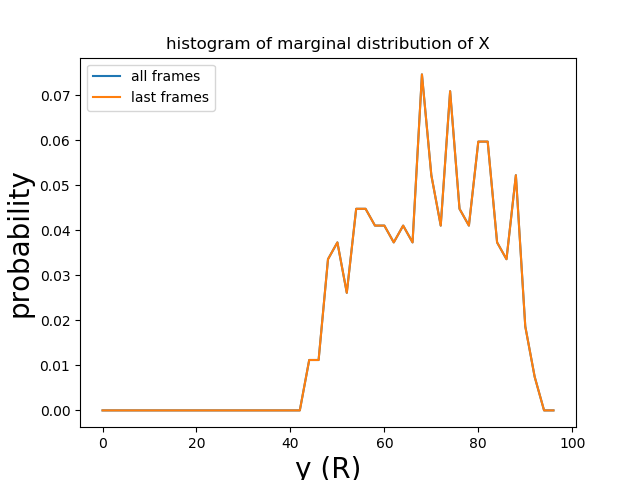 histogram of marginal distribution of X
all frames
last frames
probability
0.07
0.06
0.05
0.04
0.03
0.02
0.01
0.00
0 20 40 60 80 100
y (R)